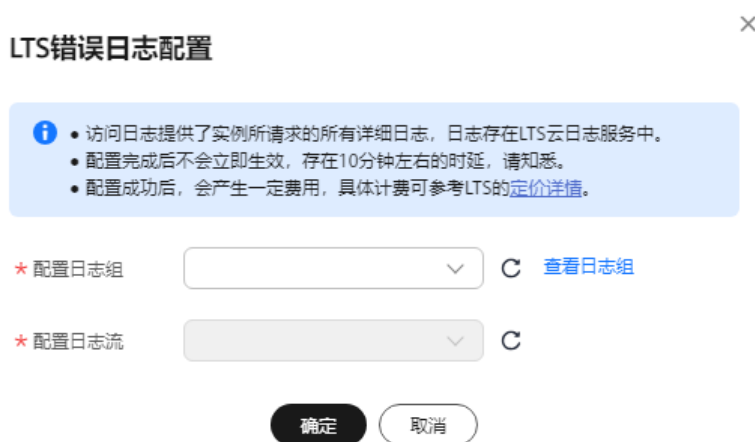 LTS错误日志配置
● 访问日志提供了实例所请求的所有详细日志，日志存在LTS云日志服务中。
● 配置完成后不会立即生效，存在10分钟左右的时延，请知悉。
● 配置成功后，会产生一定费用，具体计费可参考LTS的定价详情。
* 配置日志组 查看日志组
* 配置日志流
确定 取消